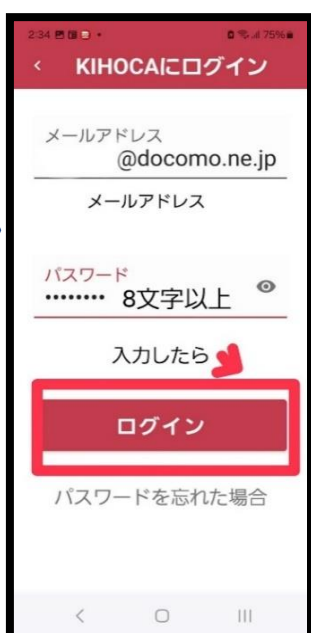 2:34 75%
KIHOCAにログイン
メールアドレス
@docomo.ne.jp
メールアドレス
パスワード
•••••••• 8文字以上
入力したら
ログイン
パスワードを忘れた場合